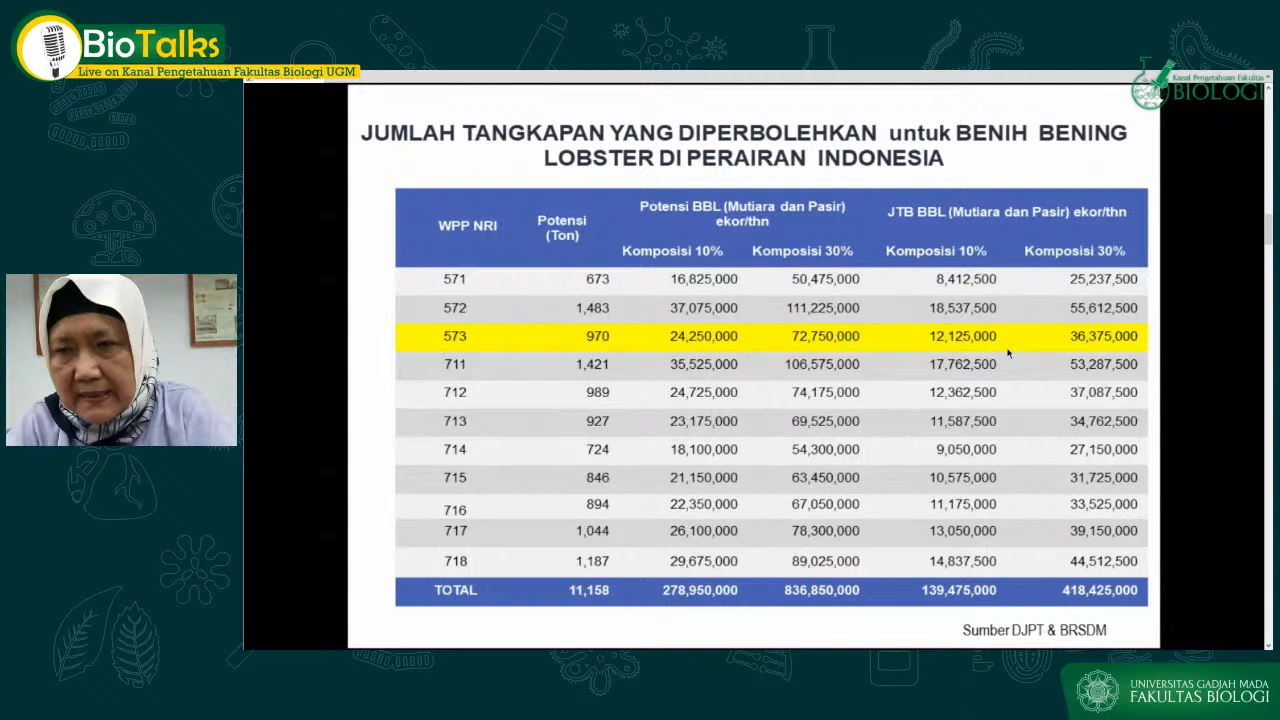 BioTalks
Live on Kanal Pengetahuan Fakultas Biologi UGM
Kanal Pengetahuan Fakultas
BIOLOGI
JUMLAH TANGKAPAN YANG DIPERBOLEHKAN untuk BENIH BENING
LOBSTER DI PERAIRAN INDONESIA
WPP NRI Potensi (Ton) Potensi BBL (Mutiara dan Pasir) ekor/thn JTB BBL (Mutiara dan Pasir) ekor/thn
Komposisi 10% Komposisi 30% Komposisi 10% Komposisi 30%
571 673 16,825,000 50,475,000 8,412,500 25,237,500
572 1,483 37,075,000 111,225,000 18,537,500 55,612,500
573 970 24,250,000 72,750,000 12,125,000 36,375,000
711 1,421 35,525,000 106,575,000 17,762,500 53,287,500
712 989 24,725,000 74,175,000 12,362,500 37,087,500
713 927 23,175,000 69,525,000 11,587,500 34,762,500
714 724 18,100,000 54,300,000 9,050,000 27,150,000
715 846 21,150,000 63,450,000 10,575,000 31,725,000
716 894 22,350,000 67,050,000 11,175,000 33,525,000
717 1,044 26,100,000 78,300,000 13,050,000 39,150,000
718 1,187 29,675,000 89,025,000 14,837,500 44,512,500
TOTAL 11,158 278,950,000 836,850,000 139,475,000 418,425,000
Sumber DJPT & BRSDM
UNIVERSITAS GADJAH MADA
FAKULTAS BIOLOGI